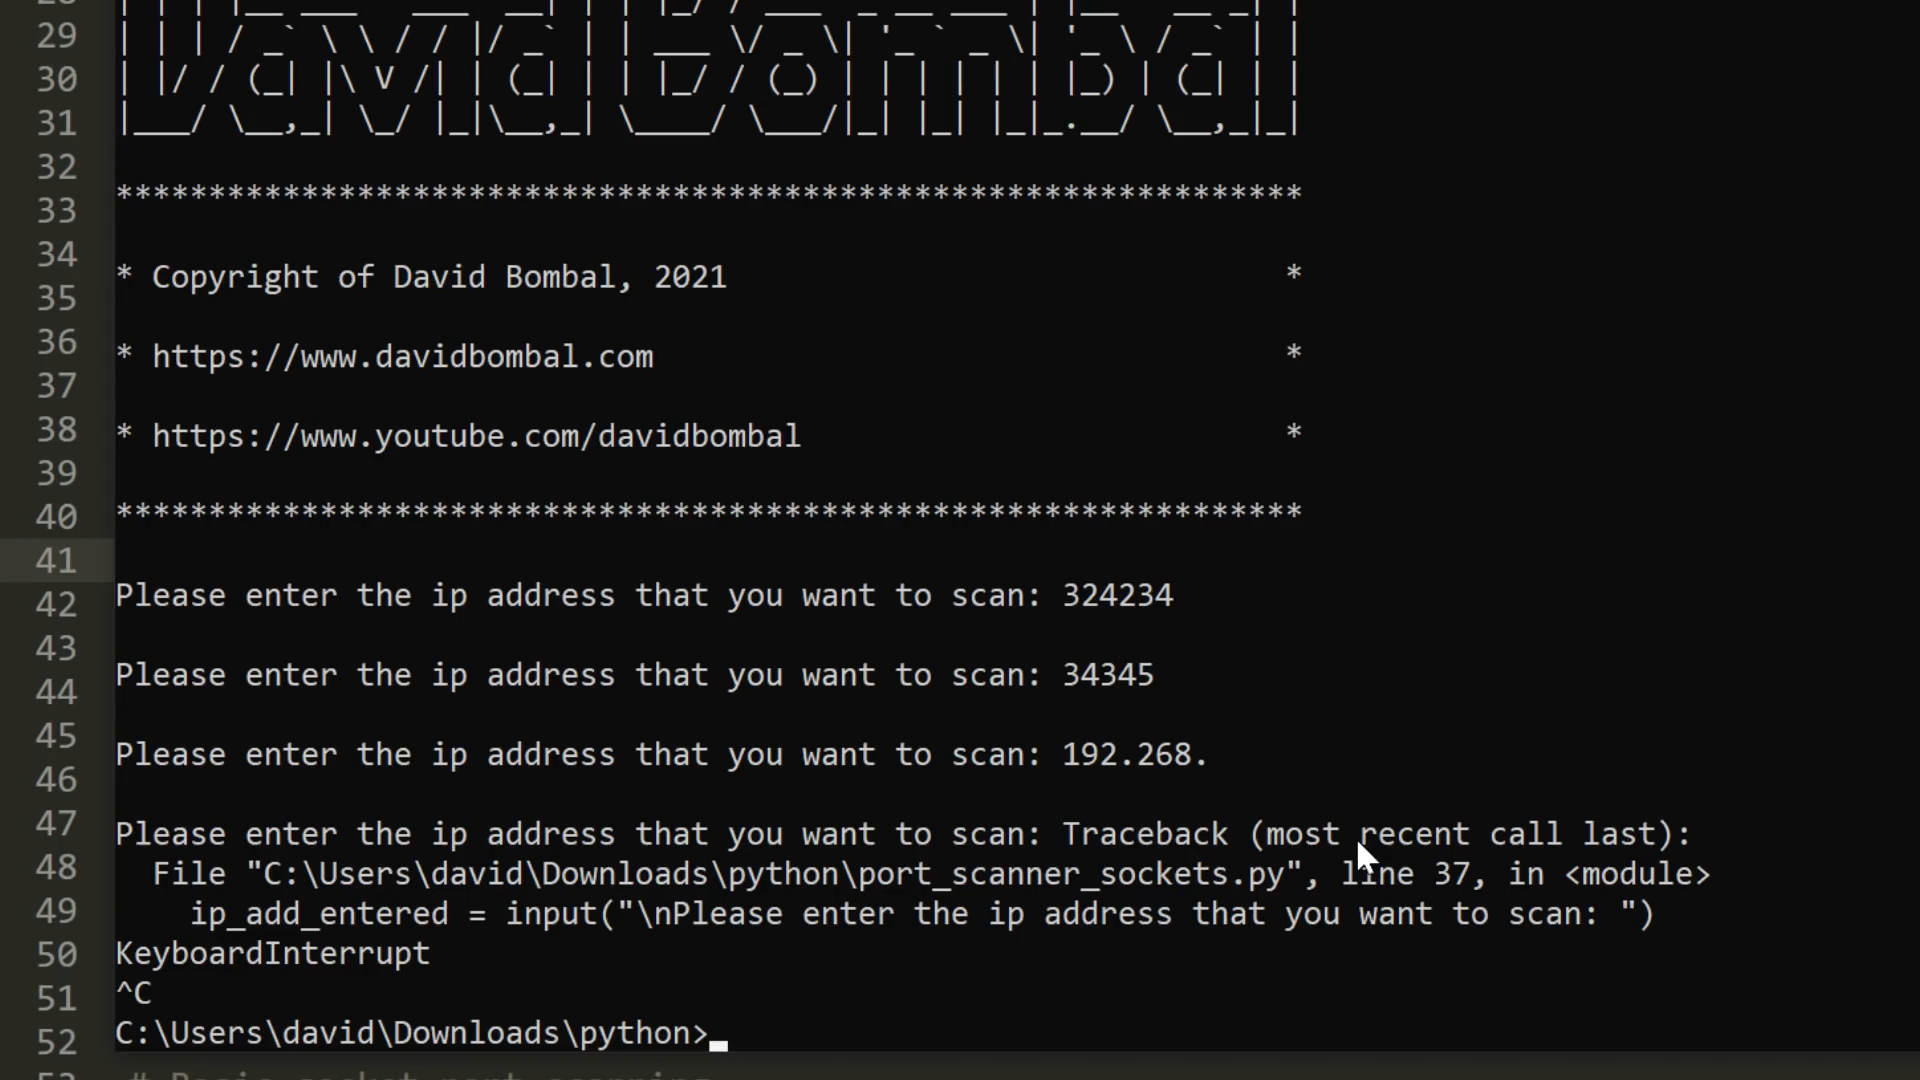 29
30
31
32
33
34
35
36
37
38
39
40
41
42
43
44
45
46
47
48
49
50
51
52
David Bombal
****************************************************************
* Copyright of David Bombal, 2021 *
* https://www.davidbombal.com *
* https://www.youtube.com/davidbombal *
****************************************************************
Please enter the ip address that you want to scan: 324234
Please enter the ip address that you want to scan: 34345
Please enter the ip address that you want to scan: 192.268.
Please enter the ip address that you want to scan: Traceback (most recent call last):
File "C:\Users\david\Downloads\python\port_scanner_sockets.py", line 37, in <module>
ip_add_entered = input("\nPlease enter the ip address that you want to scan: ")
KeyboardInterrupt
^C
C:\Users\david\Downloads\python>